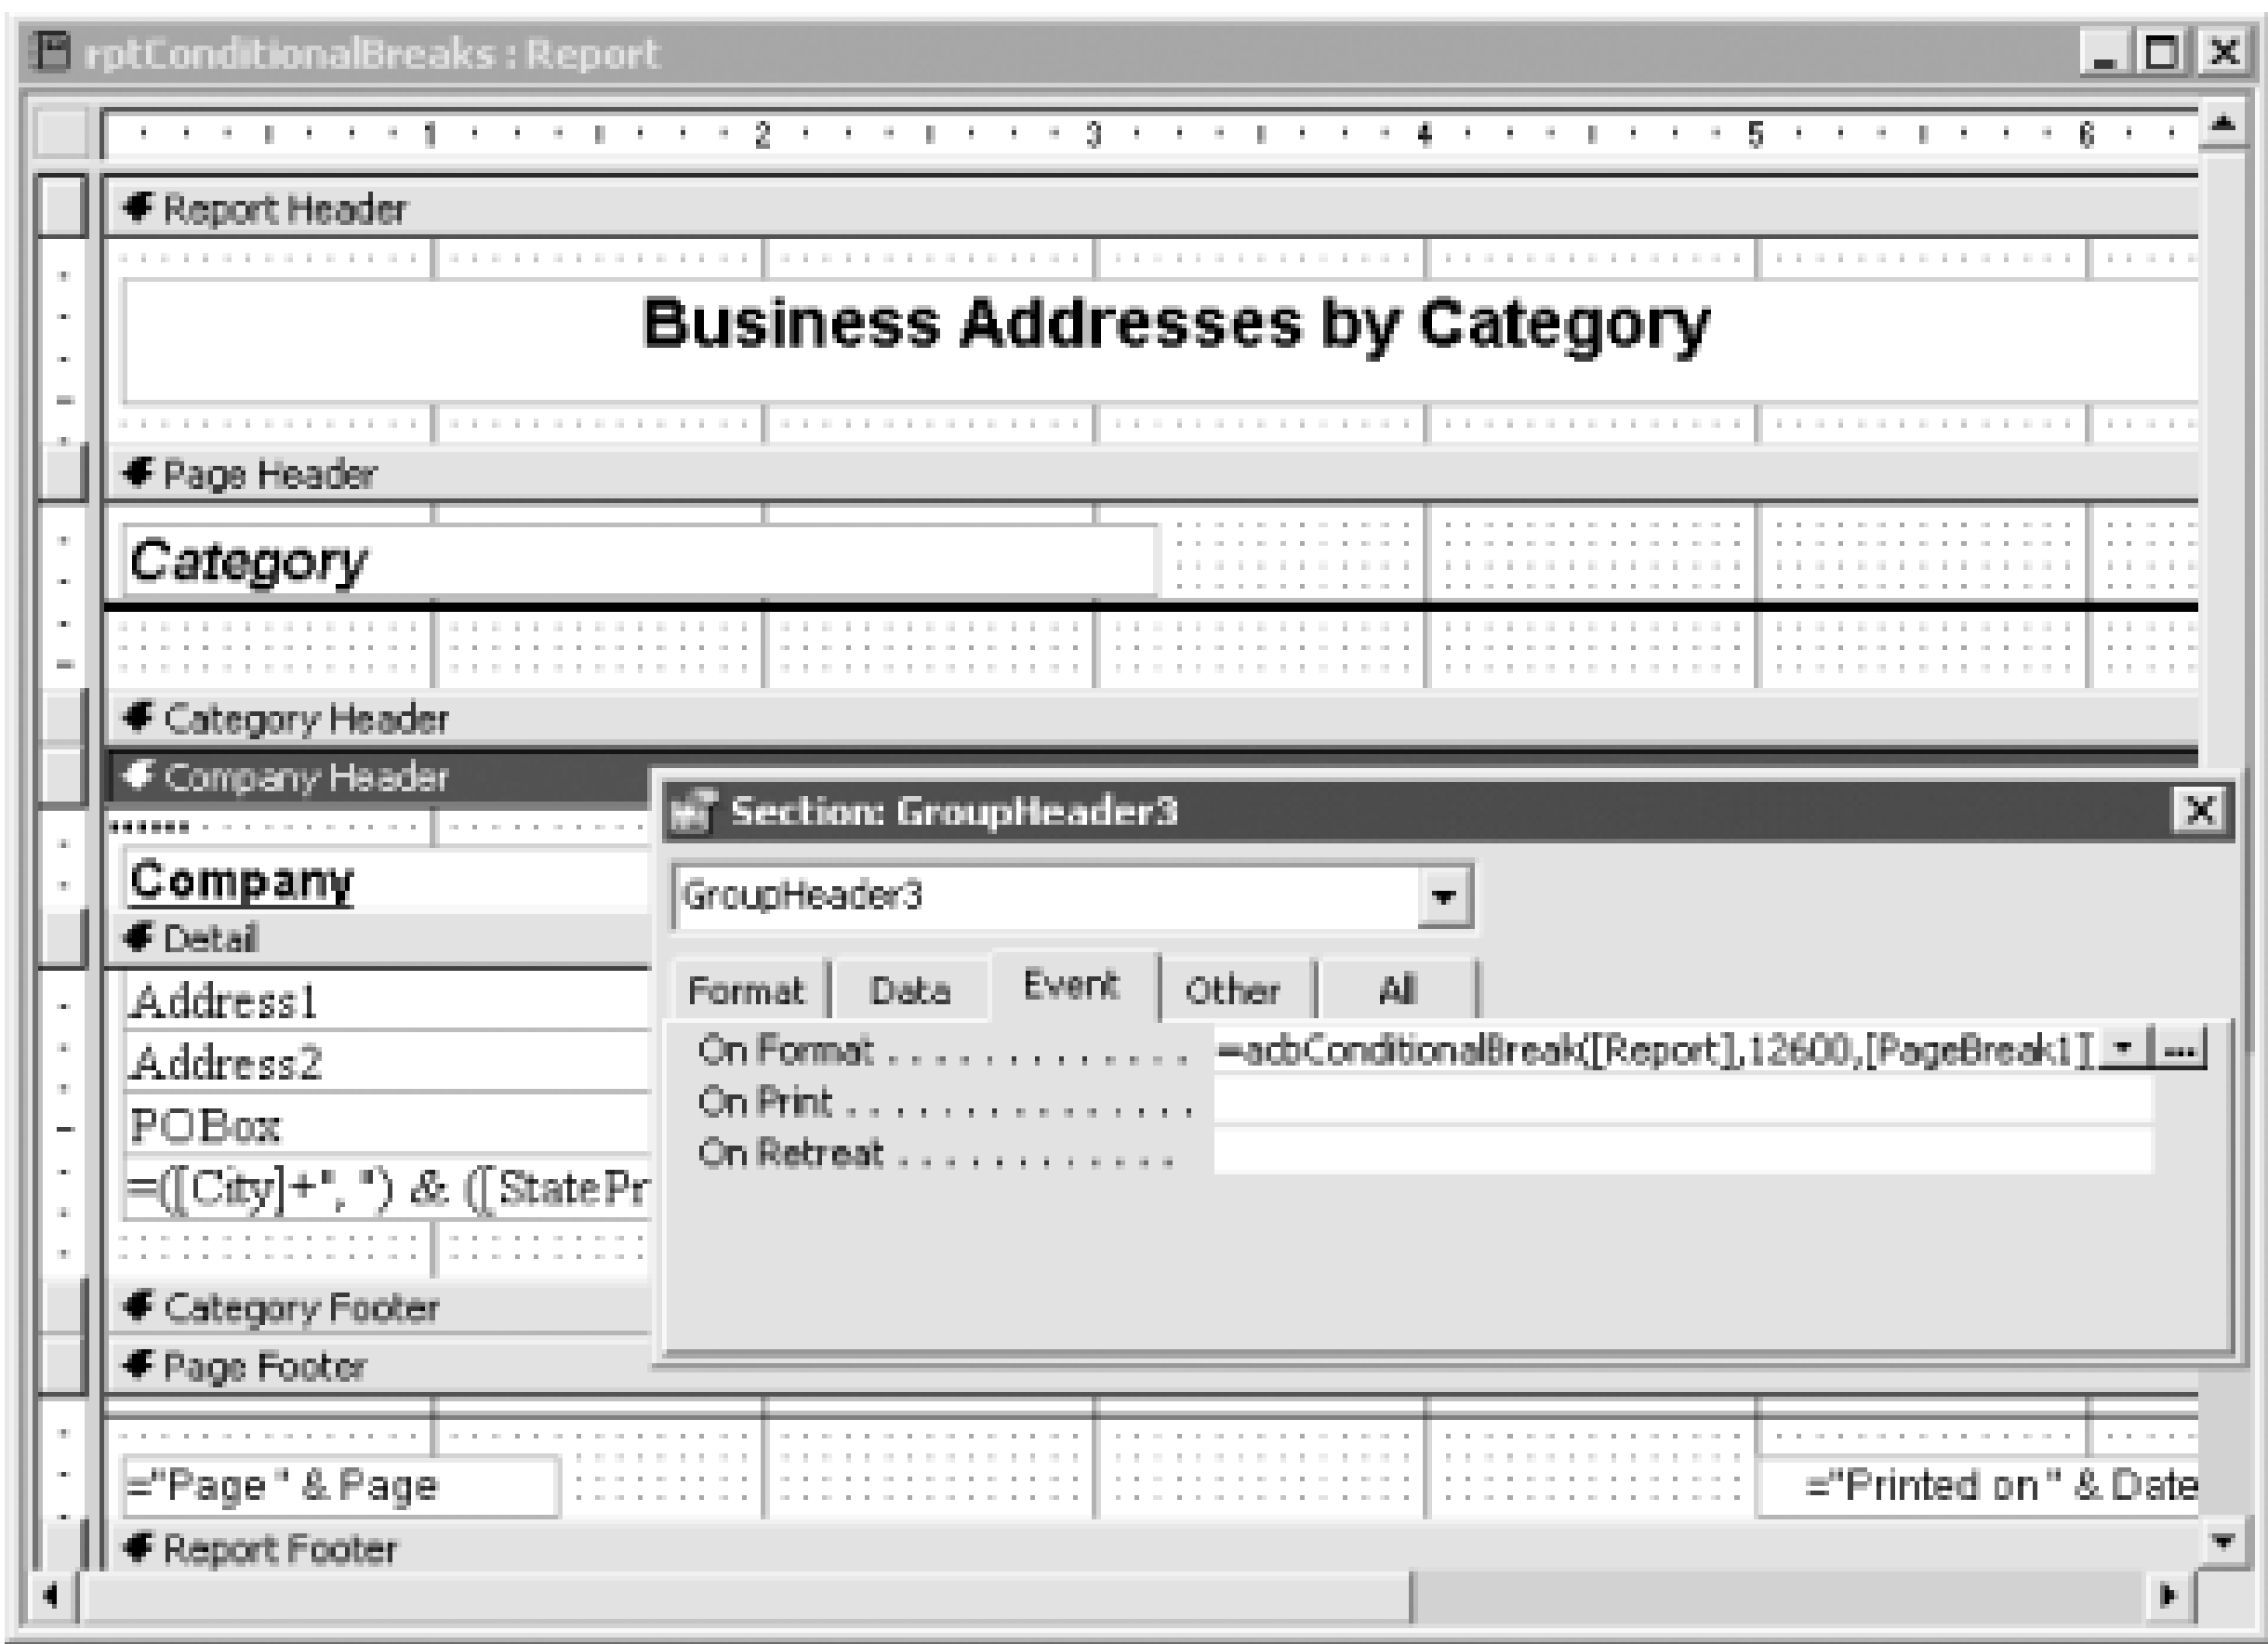 rptConditionalBreaks : Report
1 2 3 4 5 6
Report Header
Business Addresses by Category
Page Header
Category
Category Header
Company Header
Company
Detail
Address1
Address2
POBox
=([City]+", ") & ([StatePr
Category Footer
Page Footer
="Page " & Page
="Printed on " & Date
Report Footer
Section: GroupHeader3
GroupHeader3
Format Data Event Other All
On Format . . . . . . . . . . . . =acbConditionalBreak([Report],12600,[PageBreak1] ...
On Print . . . . . . . . . . . . . .
On Retreat . . . . . . . . . . .